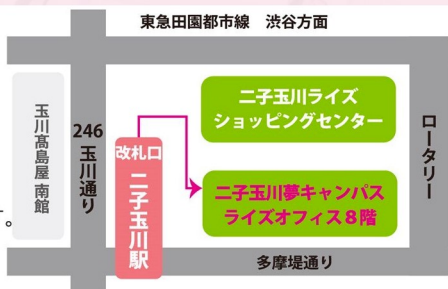 東急田園都市線　渋谷方面
玉川髙島屋 南館
246
玉川通り
改札口
二子玉川駅
二子玉川ライズ
ショッピングセンター
二子玉川夢キャンパス
ライズオフィス８階
ロータリー
多摩堤通り
。